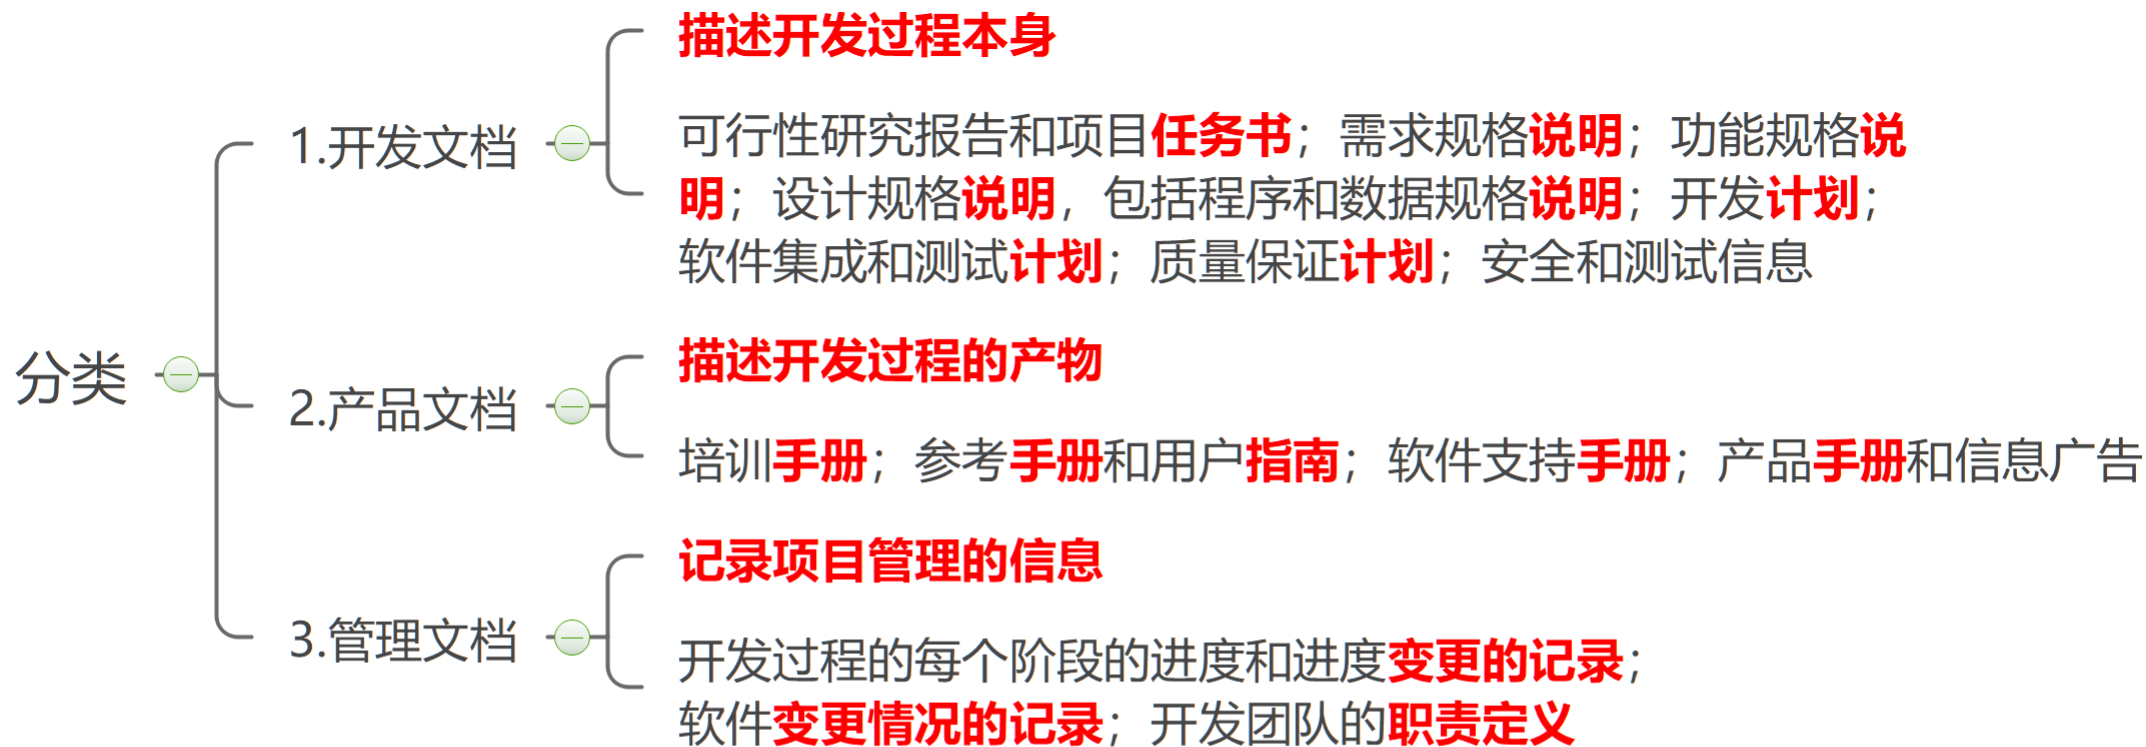 分类
1.开发文档
描述开发过程本身
可行性研究报告和项目任务书；需求规格说明；功能规格说
明；设计规格说明，包括程序和数据规格说明；开发计划；
软件集成和测试计划；质量保证计划；安全和测试信息
2.产品文档
描述开发过程的产物
培训手册；参考手册和用户指南；软件支持手册；产品手册和信息广告
3.管理文档
记录项目管理的信息
开发过程的每个阶段的进度和进度变更的记录；
软件变更情况的记录；开发团队的职责定义